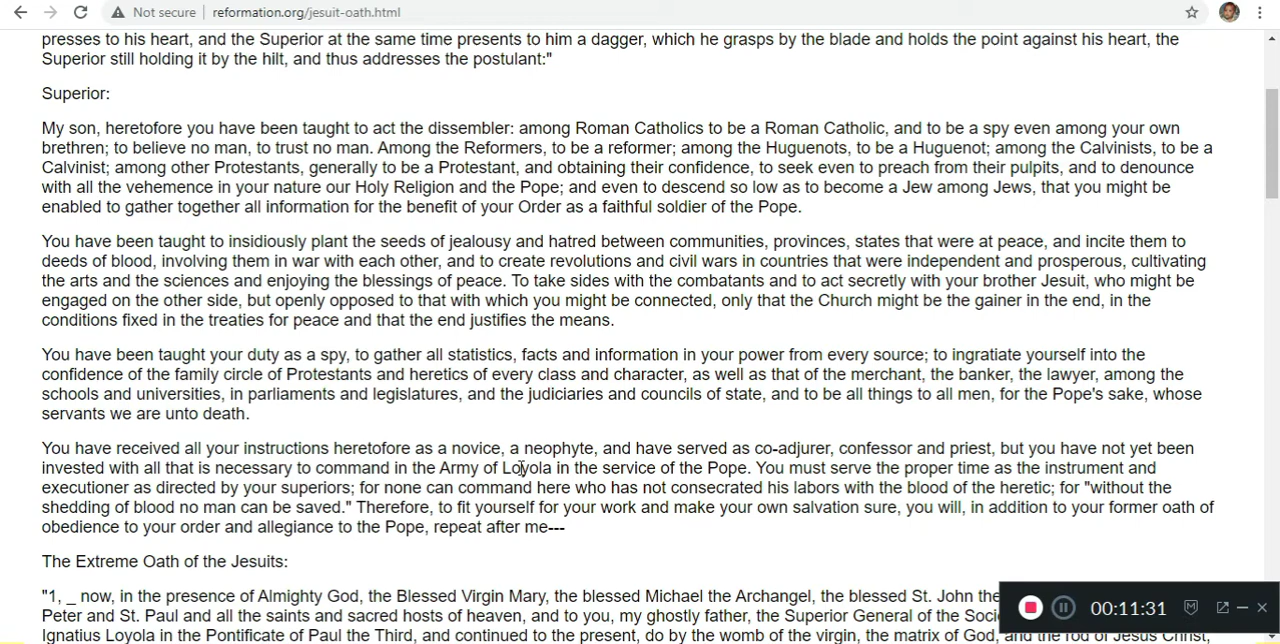 Not secure
reformation.org/jesuit-oath.html
presses to his heart, and the Superior at the same time presents to him a dagger, which he grasps by the blade and holds the point against his heart, the
Superior still holding it by the hilt, and thus addresses the postulant:"
Superior:
My son, heretofore you have been taught to act the dissembler: among Roman Catholics to be a Roman Catholic, and to be a spy even among your own
brethren; to believe no man, to trust no man. Among the Reformers, to be a reformer; among the Huguenots, to be a Huguenot; among the Calvinists, to be a
Calvinist; among other Protestants, generally to be a Protestant, and obtaining their confidence, to seek even to preach from their pulpits, and to denounce
with all the vehemence in your nature our Holy Religion and the Pope; and even to descend so low as to become a Jew among Jews, that you might be
enabled to gather together all information for the benefit of your Order as a faithful soldier of the Pope.
You have been taught to insidiously plant the seeds of jealousy and hatred between communities, provinces, states that were at peace, and incite them to
deeds of blood, involving them in war with each other, and to create revolutions and civil wars in countries that were independent and prosperous, cultivating
the arts and the sciences and enjoying the blessings of peace. To take sides with the combatants and to act secretly with your brother Jesuit, who might be
engaged on the other side, but openly opposed to that with which you might be connected, only that the Church might be the gainer in the end, in the
conditions fixed in the treaties for peace and that the end justifies the means.
You have been taught your duty as a spy, to gather all statistics, facts and information in your power from every source; to ingratiate yourself into the
confidence of the family circle of Protestants and heretics of every class and character, as well as that of the merchant, the banker, the lawyer, among the
schools and universities, in parliaments and legislatures, and the judiciaries and councils of state, and to be all things to all men, for the Pope's sake, whose
servants we are unto death.
You have received all your instructions heretofore as a novice, a neophyte, and have served as co-adjurer, confessor and priest, but you have not yet been
invested with all that is necessary to command in the Army of Loyola in the service of the Pope. You must serve the proper time as the instrument and
executioner as directed by your superiors; for none can command here who has not consecrated his labors with the blood of the heretic; for "without the
shedding of blood no man can be saved." Therefore, to fit yourself for your work and make your own salvation sure, you will, in addition to your former oath of
obedience to your order and allegiance to the Pope, repeat after me---
The Extreme Oath of the Jesuits:
"1, _ now, in the presence of Almighty God, the Blessed Virgin Mary, the blessed Michael the Archangel, the blessed St. John the
Peter and St. Paul and all the saints and sacred hosts of heaven, and to you, my ghostly father, the Superior General of the
Ignatius Loyola in the Pontificate of Paul the Third, and continued to the present, do by the womb of the virgin, the matrix of God, and the rod of Jesus Christ,
00:11:31